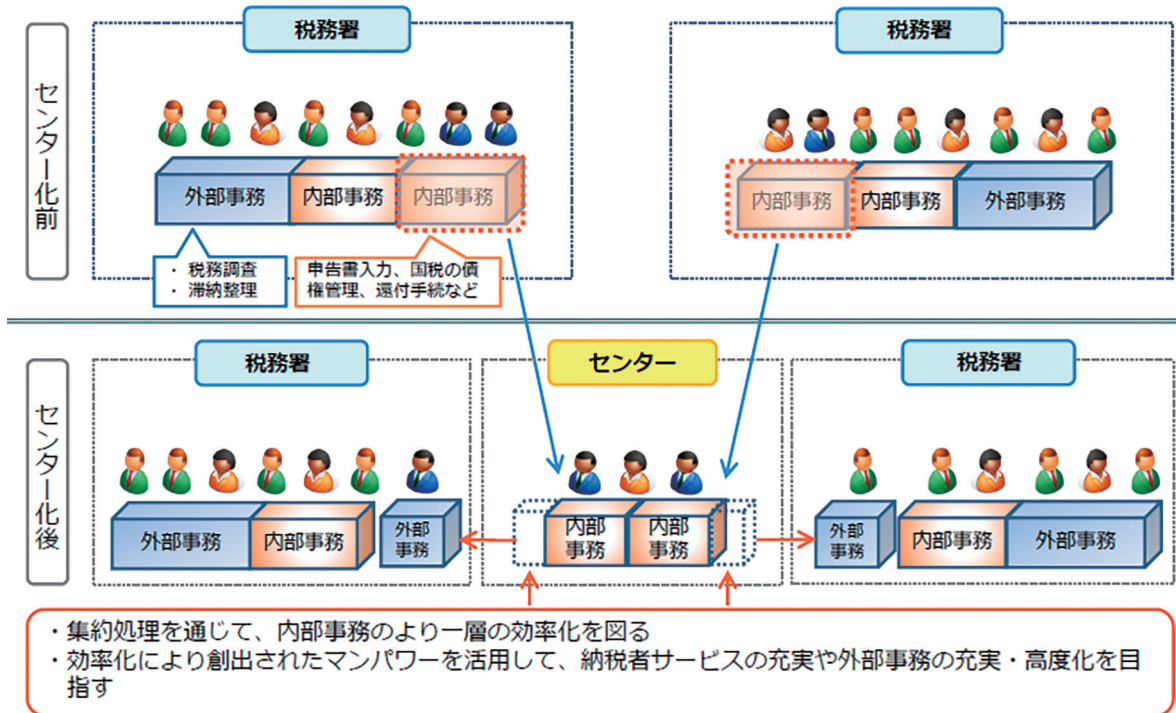 税務署
税務署
センター化前
外部事務
内部事務
内部事務
内部事務
内部事務
外部事務
・ 税務調査
・ 滞納整理
申告書入力、国税の債
権管理、還付手続など
税務署
センター
税務署
センター化後
外部事務
内部事務
外部
事務
内部
事務
内部
事務
外部
事務
内部事務
外部事務
・集約処理を通じて、内部事務のより一層の効率化を図る
・効率化により創出されたマンパワーを活用して、納税者サービスの充実や外部事務の充実・高度化を目
指す